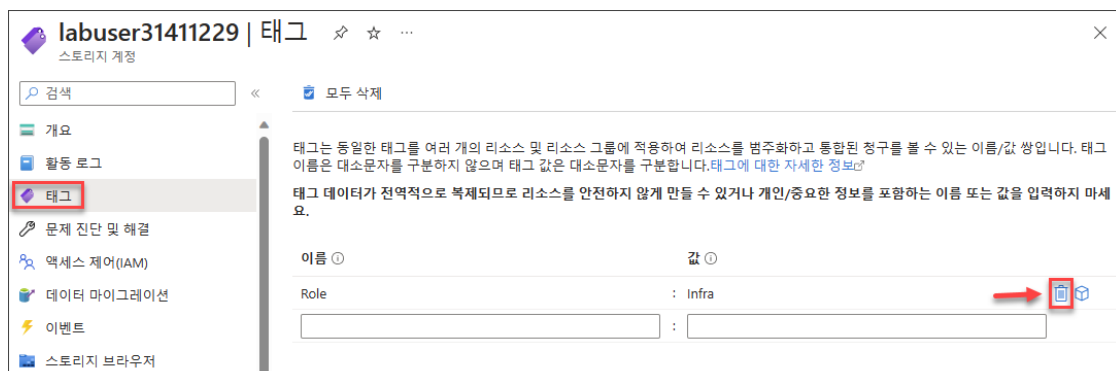 labuser31411229 | 태그
스토리지 계정
검색
모두 삭제
개요
활동 로그
태그
문제 진단 및 해결
액세스 제어(IAM)
데이터 마이그레이션
이벤트
스토리지 브라우저
태그는 동일한 태그를 여러 개의 리소스 및 리소스 그룹에 적용하여 리소스를 범주화하고 통합된 청구를 볼 수 있는 이름/값 쌍입니다. 태그
이름은 대소문자를 구분하지 않으며 태그 값은 대소문자를 구분합니다.태그에 대한 자세한 정보
태그 데이터가 전역적으로 복제되므로 리소스를 안전하지 않게 만들 수 있거나 개인/중요한 정보를 포함하는 이름 또는 값을 입력하지 마세
요.
이름 값
Role : Infra
: